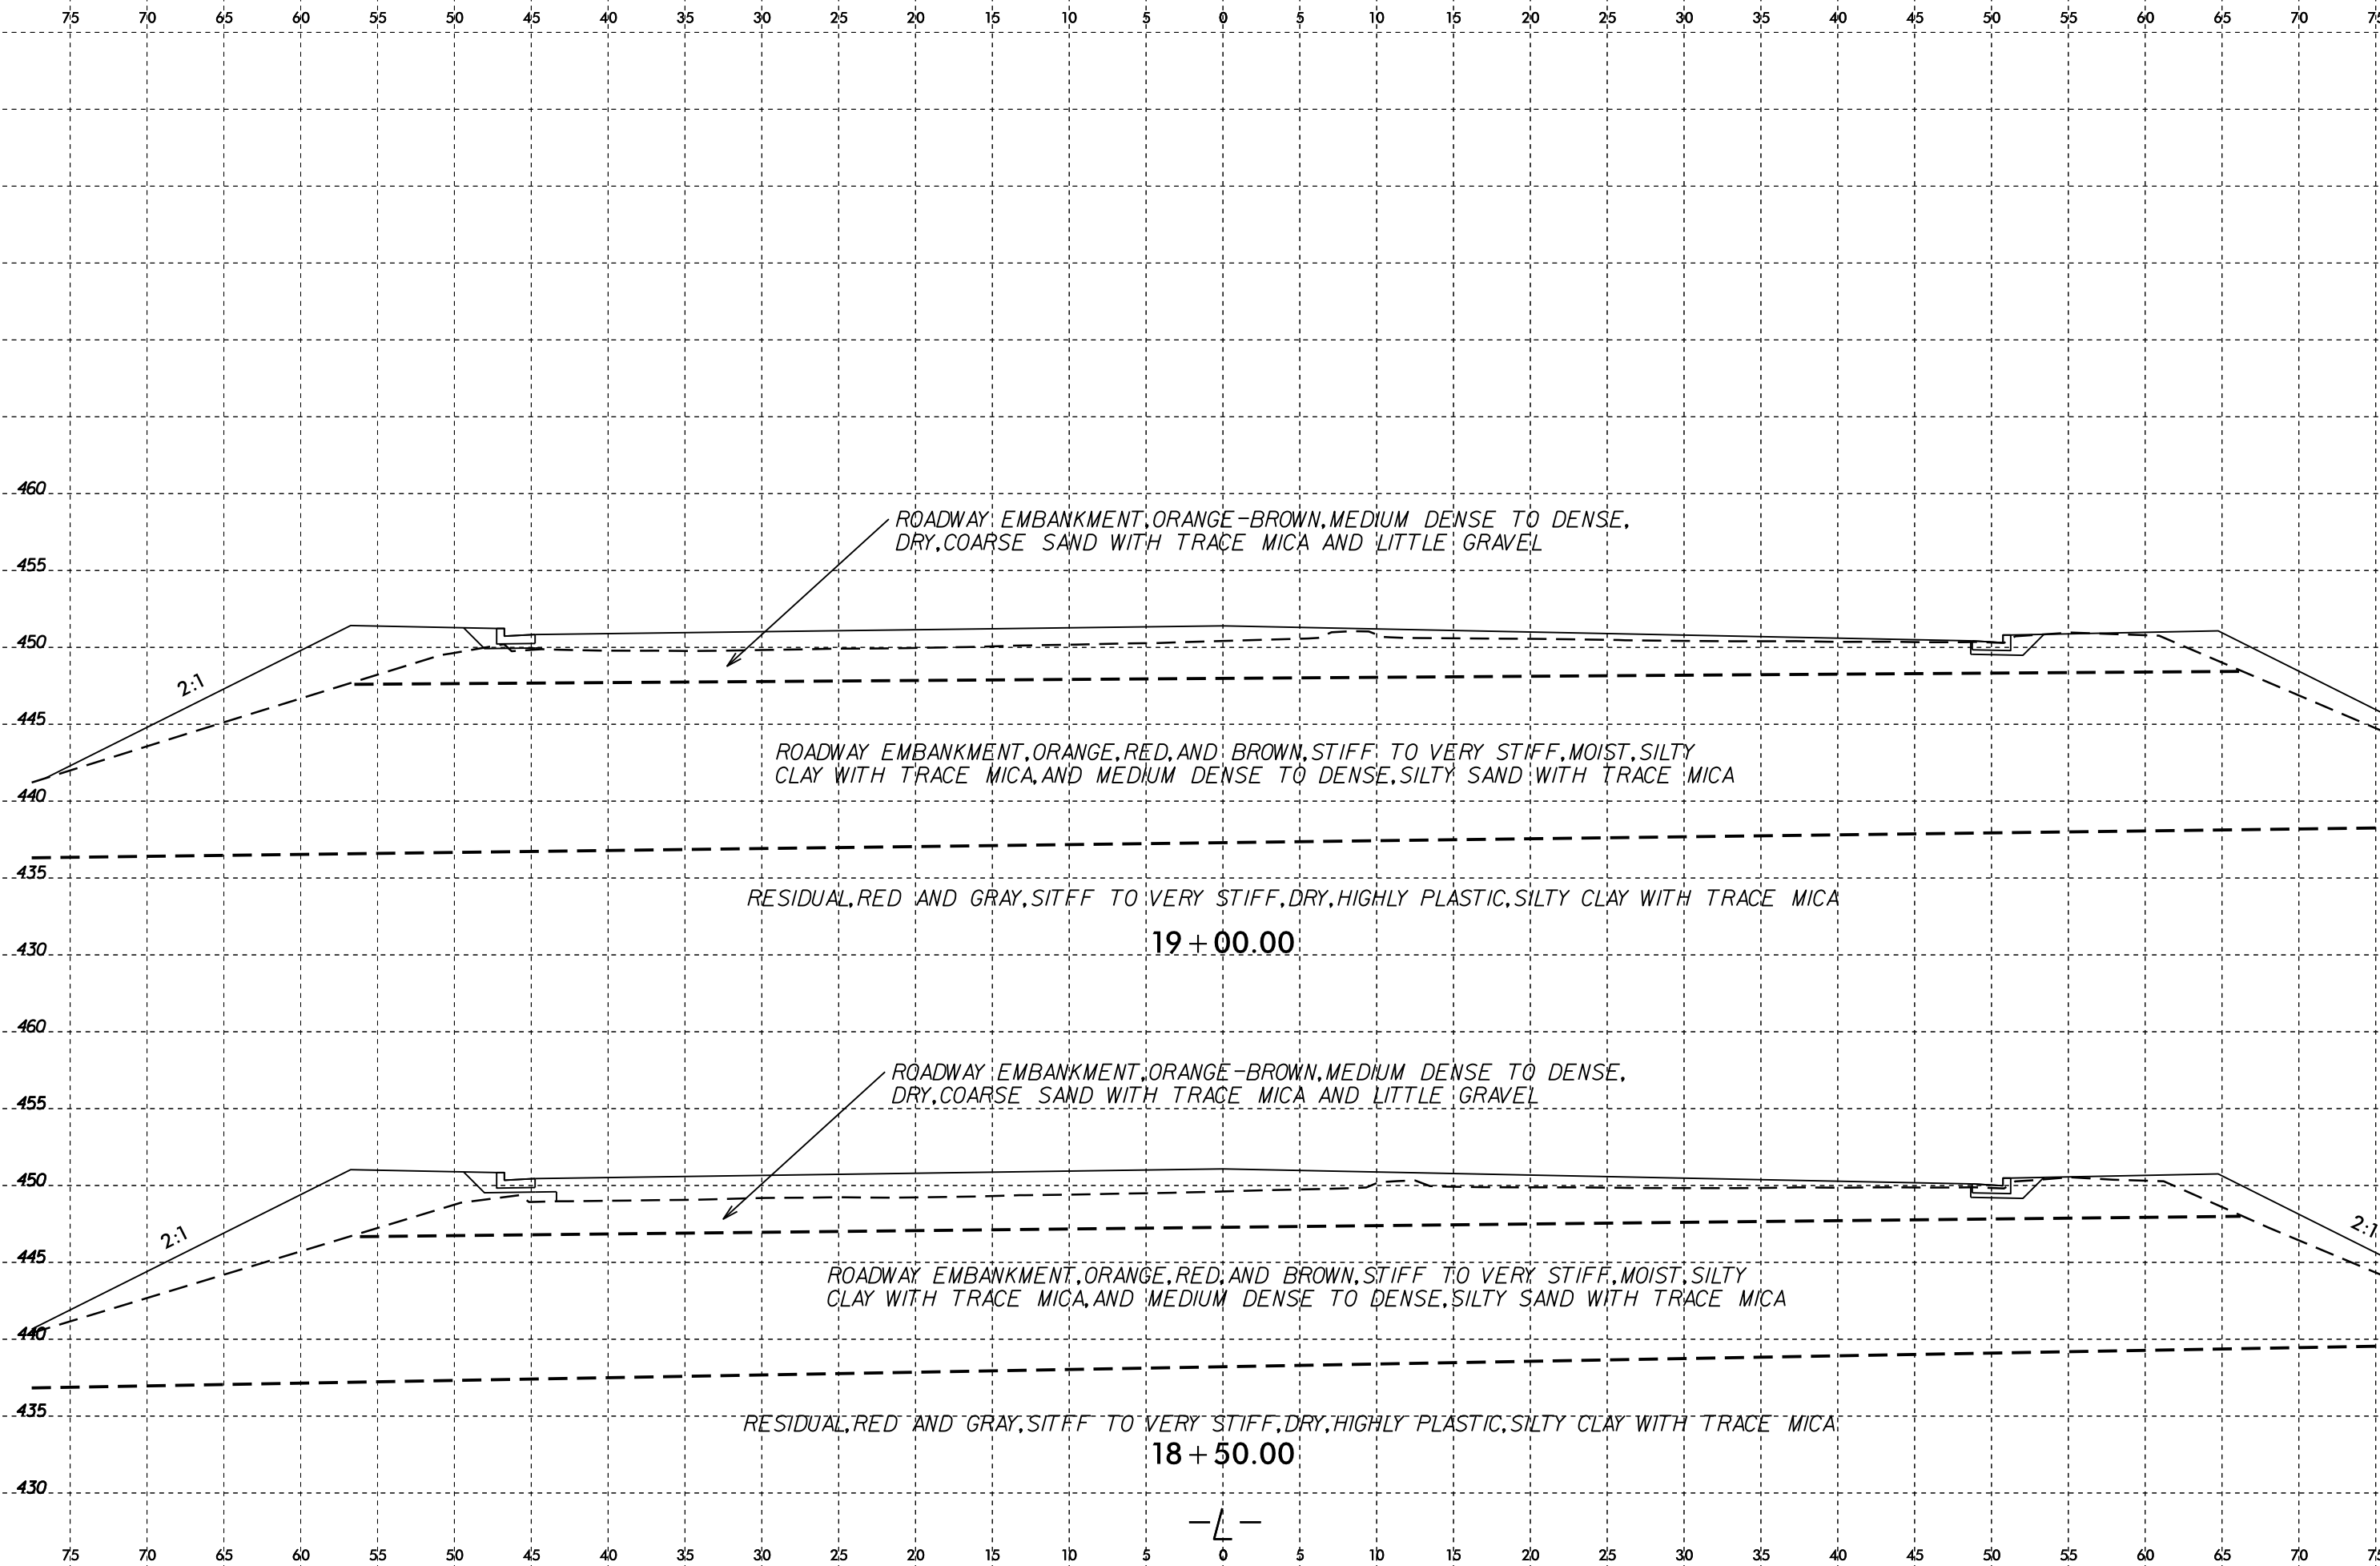 75 70 65 60 55 50 45 40 35 30 25 20 15 10 5 0 5 10 15 20 25 30 35 40 45 50 55 60 65 70 75
460
ROADWAY EMBANKMENT, ORANGE-BROWN, MEDIUM DENSE TO DENSE,
DRY, COARSE SAND WITH TRACE MICA AND LITTLE GRAVEL
455
450
2:1
445
ROADWAY EMBANKMENT, ORANGE, RED, AND BROWN, STIFF TO VERY STIFF, MOIST, SILTY
CLAY WITH TRACE MICA, AND MEDIUM DENSE TO DENSE, SILTY SAND WITH TRACE MICA
440
435
RESIDUAL, RED AND GRAY, SITFF TO VERY STIFF, DRY, HIGHLY PLASTIC, SILTY CLAY WITH TRACE MICA
19+00.00
430
460
ROADWAY EMBANKMENT, ORANGE-BROWN, MEDIUM DENSE TO DENSE,
DRY, COARSE SAND WITH TRACE MICA AND LITTLE GRAVEL
455
450
2:1 2:1
445
ROADWAY EMBANKMENT, ORANGE, RED, AND BROWN, STIFF TO VERY STIFF, MOIST, SILTY
CLAY WITH TRACE MICA, AND MEDIUM DENSE TO DENSE, SILTY SAND WITH TRACE MICA
440
435
RESIDUAL, RED AND GRAY, SITFF TO VERY STIFF, DRY, HIGHLY PLASTIC, SILTY CLAY WITH TRACE MICA
18+50.00
430
-L-
75 70 65 60 55 50 45 40 35 30 25 20 15 10 5 0 5 10 15 20 25 30 35 40 45 50 55 60 65 70 75